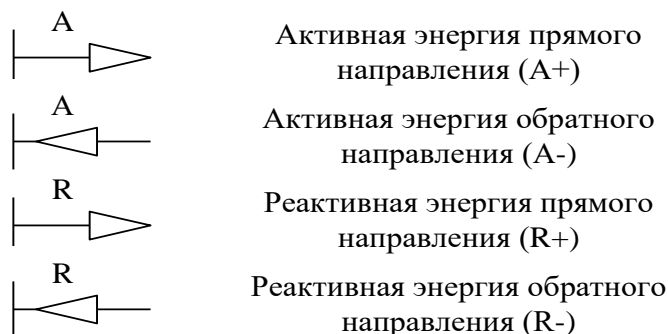 A
Активная энергия прямого
направления (A+)
A
Активная энергия обратного
направления (A-)
R
Реактивная энергия прямого
направления (R+)
R
Реактивная энергия обратного
направления (R-)